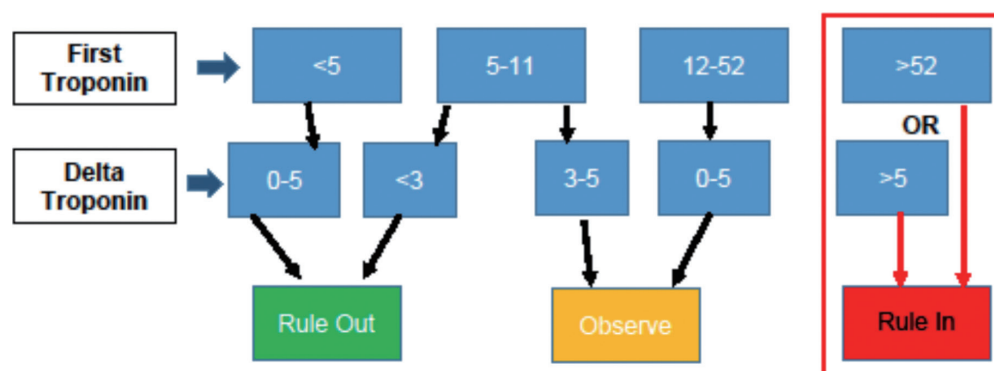 First
Troponin
<5
5-11
12-52
>52
OR
Delta
Troponin
0-5
<3
3-5
0-5
>5
Rule Out
Observe
Rule In